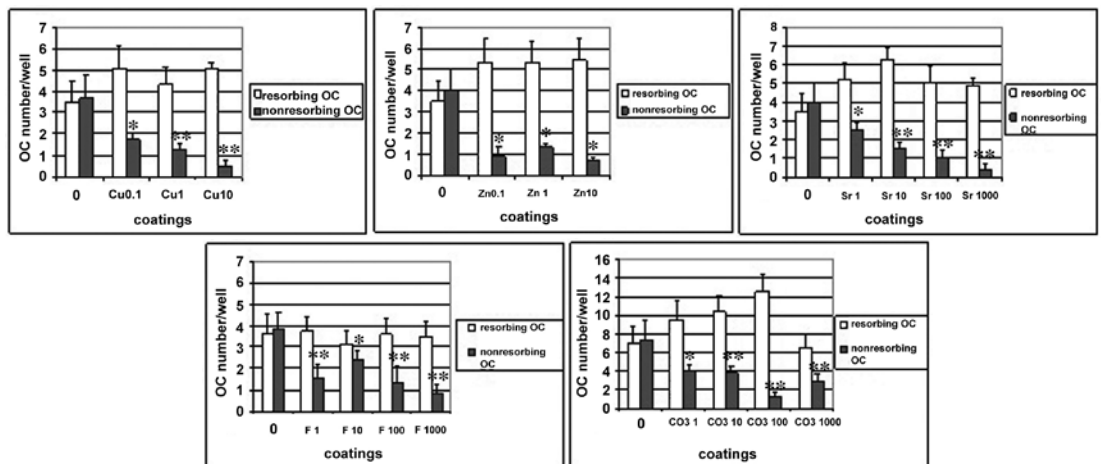 7
6
5
4
3
2
1
0
OC number/well
*
**
**
0
Cu0.1
Cu1
Cu10
coatings
resorbing OC
nonresorbing OC
7
6
5
4
3
2
1
0
OC number/well
*
*
*
0
Zn0.1
Zn 1
Zn10
coatings
resorbing OC
nonresorbing OC
8
7
6
5
4
3
2
1
0
OC number/well
*
**
**
**
0
Sr 1
Sr 10
Sr 100
Sr 1000
coatings
resorbing OC
nonresorbing
OC
7
6
5
4
3
2
1
0
OC number/well
**
*
**
**
0
F 1
F 10
F 100
F 1000
coatings
resorbing OC
nonresorbing
OC
16
14
12
10
8
6
4
2
0
OC number/well
*
**
**
**
0
CO3 1
CO3 10
CO3 100
CO3 1000
coatings
resorbing OC
nonresorbing
OC